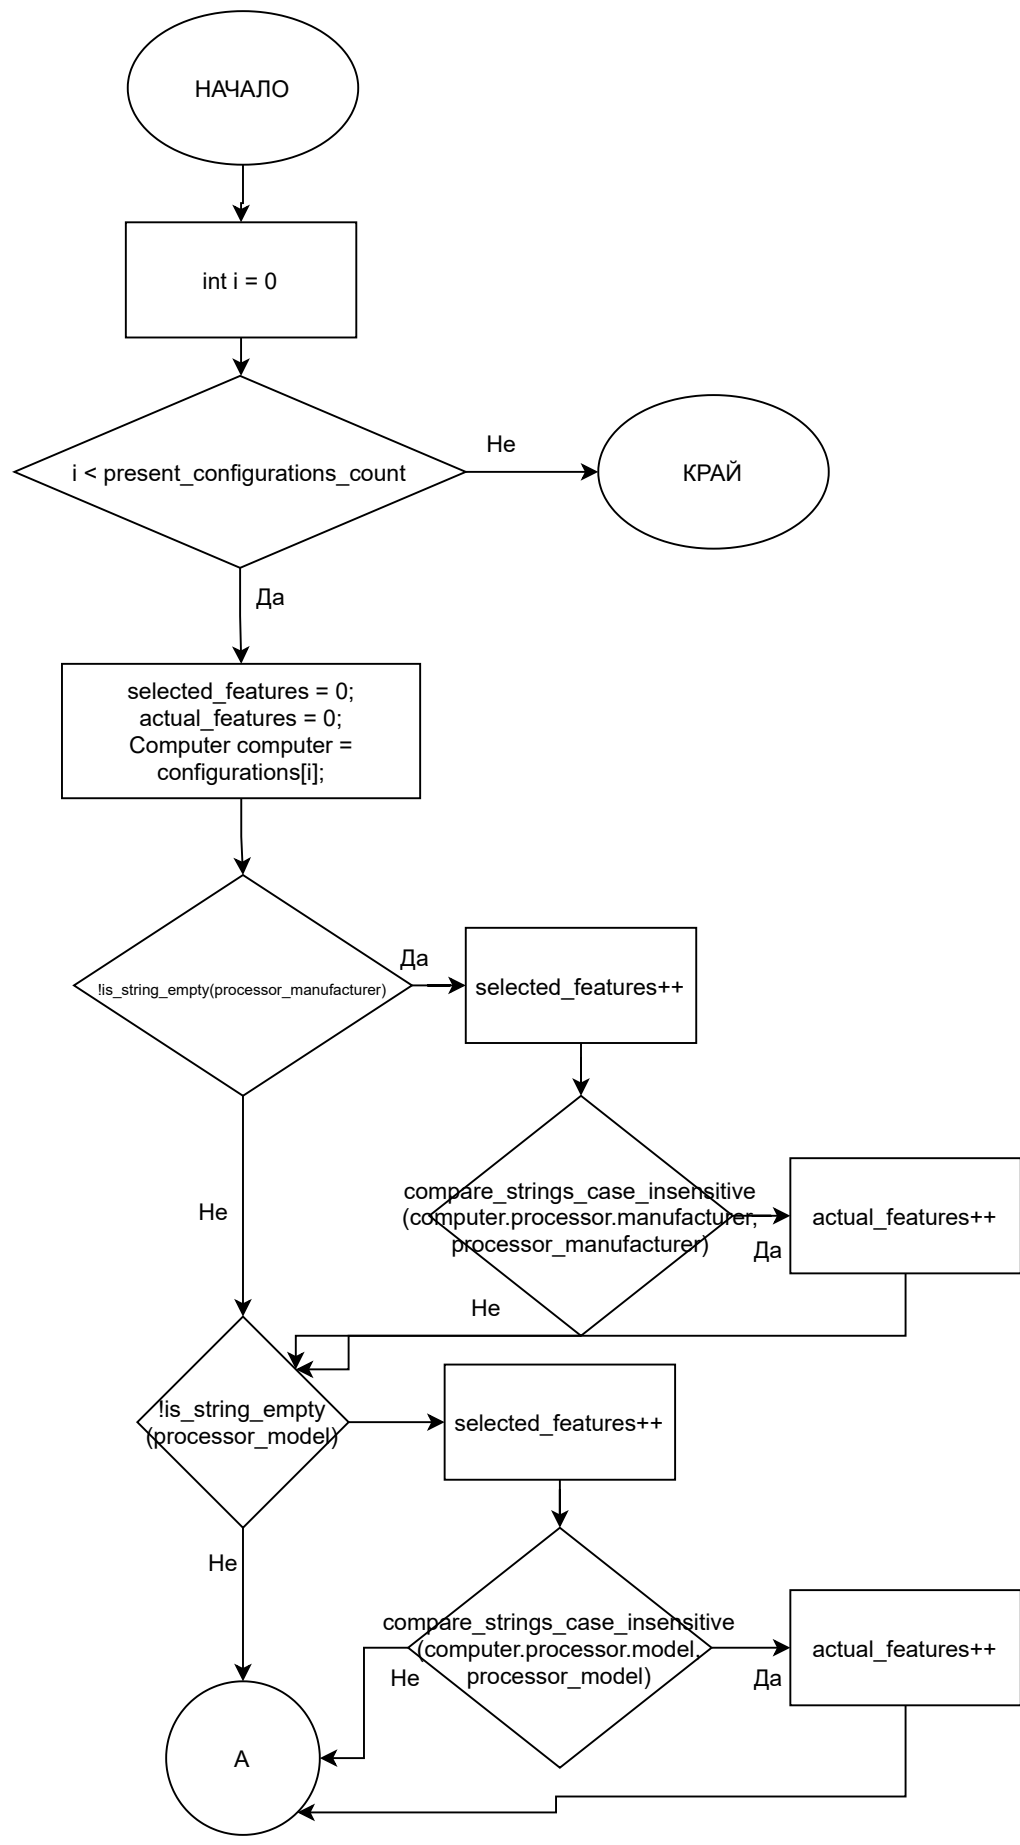 НАЧАЛО
int i = 0
i < present_configurations_count
Не
КРАЙ
Да
selected_features = 0;
actual_features = 0;
Computer computer =
configurations[i];
!is_string_empty(processor_manufacturer)
Да
selected_features++
Не
compare_strings_case_insensitive
(computer.processor.manufacturer,
processor_manufacturer)
Да
actual_features++
Не
!is_string_empty
(processor_model)
selected_features++
Не
compare_strings_case_insensitive
(computer.processor.model,
processor_model)
Не
Да
actual_features++
A